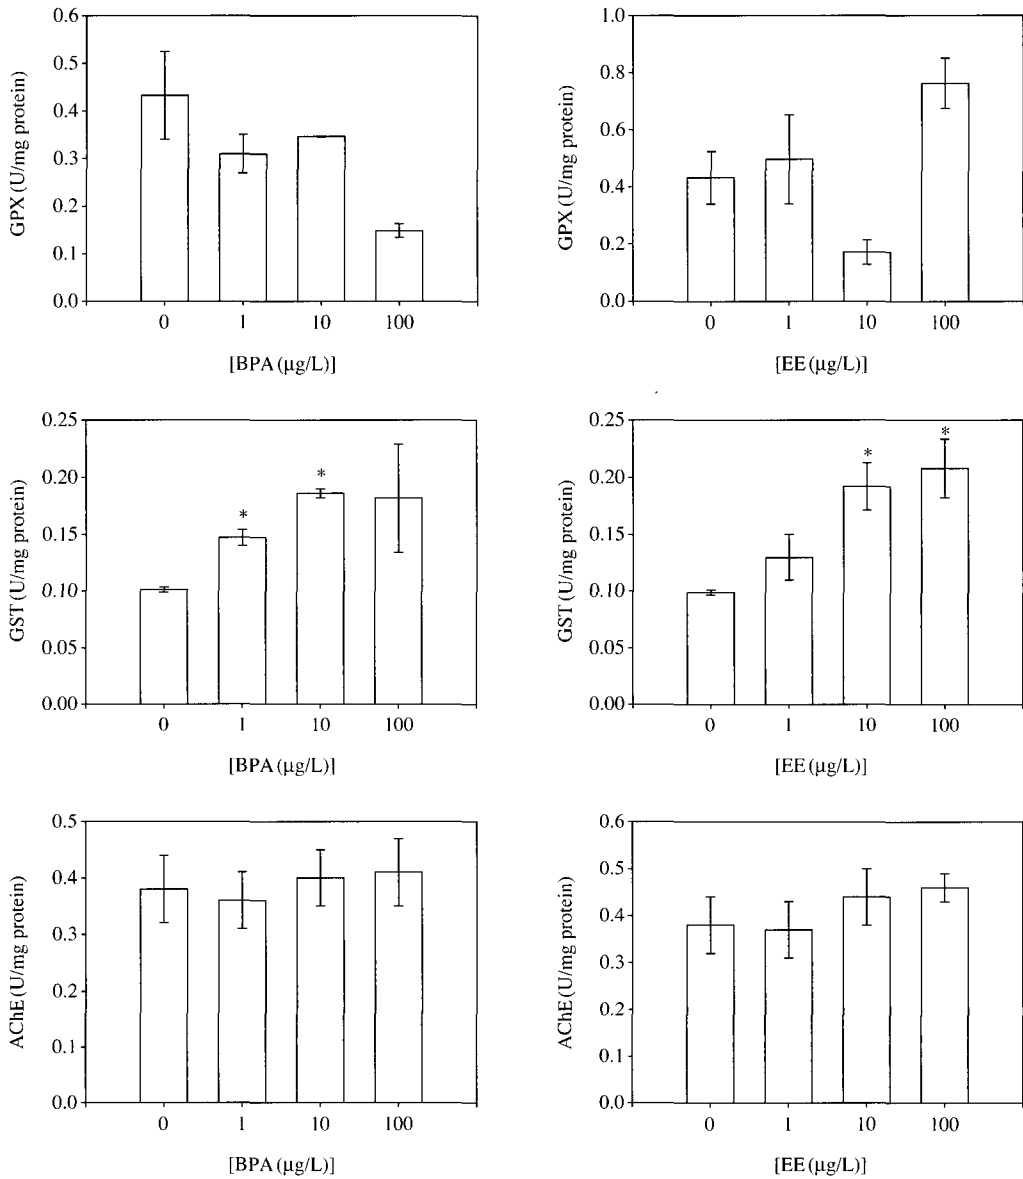 GPX (U/mg protein)
0.6
0.5
0.4
0.3
0.2
0.1
0.0
0 1 10 100
[BPA (µg/L)]
GPX (U/mg protein)
1.0
0.8
0.6
0.4
0.2
0.0
0 1 10 100
[EE (µg/L)]
GST (U/mg protein)
0.25
0.20
0.15
0.10
0.05
0.00
* *
0 1 10 100
[BPA (µg/L)]
GST (U/mg protein)
0.25
0.20
0.15
0.10
0.05
0.00
* *
0 1 10 100
[EE (µg/L)]
AChE (U/mg protein)
0.5
0.4
0.3
0.2
0.1
0.0
0 1 10 100
[BPA (µg/L)]
AChE (U/mg protein)
0.6
0.5
0.4
0.3
0.2
0.1
0.0
0 1 10 100
[EE (µg/L)]